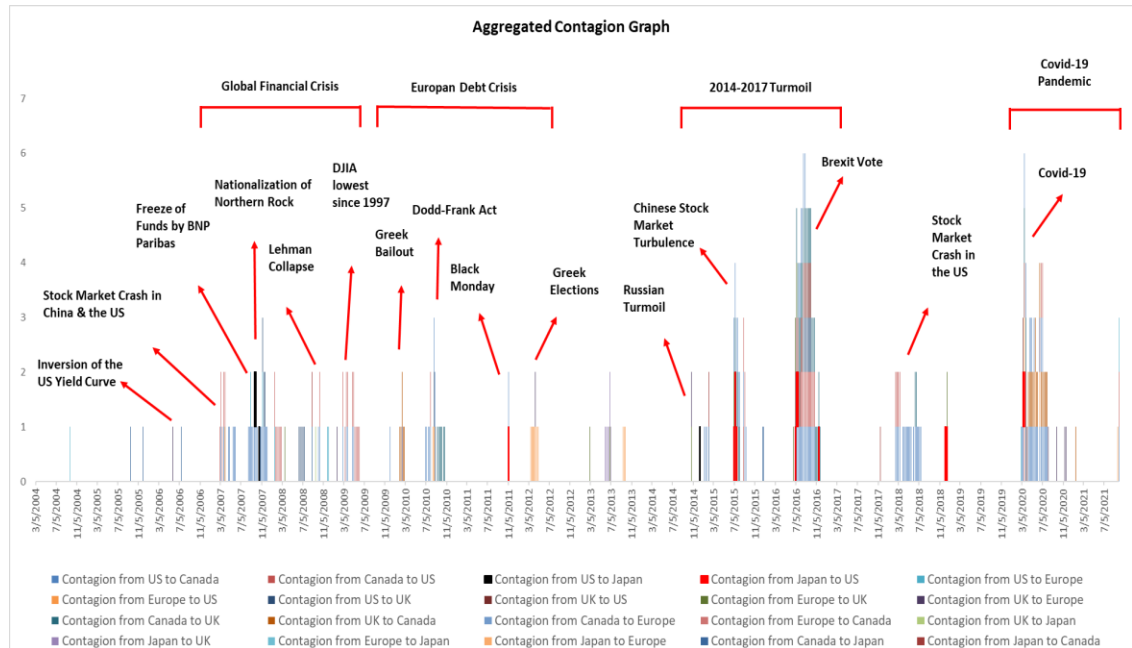 Aggregated Contagion Graph
Global Financial Crisis
Europan Debt Crisis
2014-2017 Turmoil
Covid-19
Pandemic
7
6
5
4
3
2
1
0
Inversion of the
US Yield Curve
Stock Market Crash in
China & the US
Freeze of
Funds by BNP
Paribas
Nationalization of
Northern Rock
Lehman
Collapse
DJIA
lowest
since 1997
Greek
Bailout
Dodd-Frank Act
Black
Monday
Greek
Elections
Russian
Turmoil
Chinese Stock
Market
Turbulence
Brexit Vote
Stock
Market
Crash in
the US
Covid-19
3/5/2004
7/5/2004
11/5/2004
3/5/2005
7/5/2005
11/5/2005
3/5/2006
7/5/2006
11/5/2006
3/5/2007
7/5/2007
11/5/2007
3/5/2008
7/5/2008
11/5/2008
3/5/2009
7/5/2009
11/5/2009
3/5/2010
7/5/2010
11/5/2010
3/5/2011
7/5/2011
11/5/2011
3/5/2012
7/5/2012
11/5/2012
3/5/2013
7/5/2013
11/5/2013
3/5/2014
7/5/2014
11/5/2014
3/5/2015
7/5/2015
11/5/2015
3/5/2016
7/5/2016
11/5/2016
3/5/2017
7/5/2017
11/5/2017
3/5/2018
7/5/2018
11/5/2018
3/5/2019
7/5/2019
11/5/2019
3/5/2020
7/5/2020
11/5/2020
3/5/2021
7/5/2021
Contagion from US to Canada
Contagion from Canada to US
Contagion from US to Japan
Contagion from Japan to US
Contagion from US to Europe
Contagion from Europe to US
Contagion from US to UK
Contagion from UK to US
Contagion from Europe to UK
Contagion from UK to Europe
Contagion from Canada to UK
Contagion from UK to Canada
Contagion from Canada to Europe
Contagion from Europe to Canada
Contagion from UK to Japan
Contagion from Japan to UK
Contagion from Europe to Japan
Contagion from Japan to Europe
Contagion from Canada to Japan
Contagion from Japan to Canada